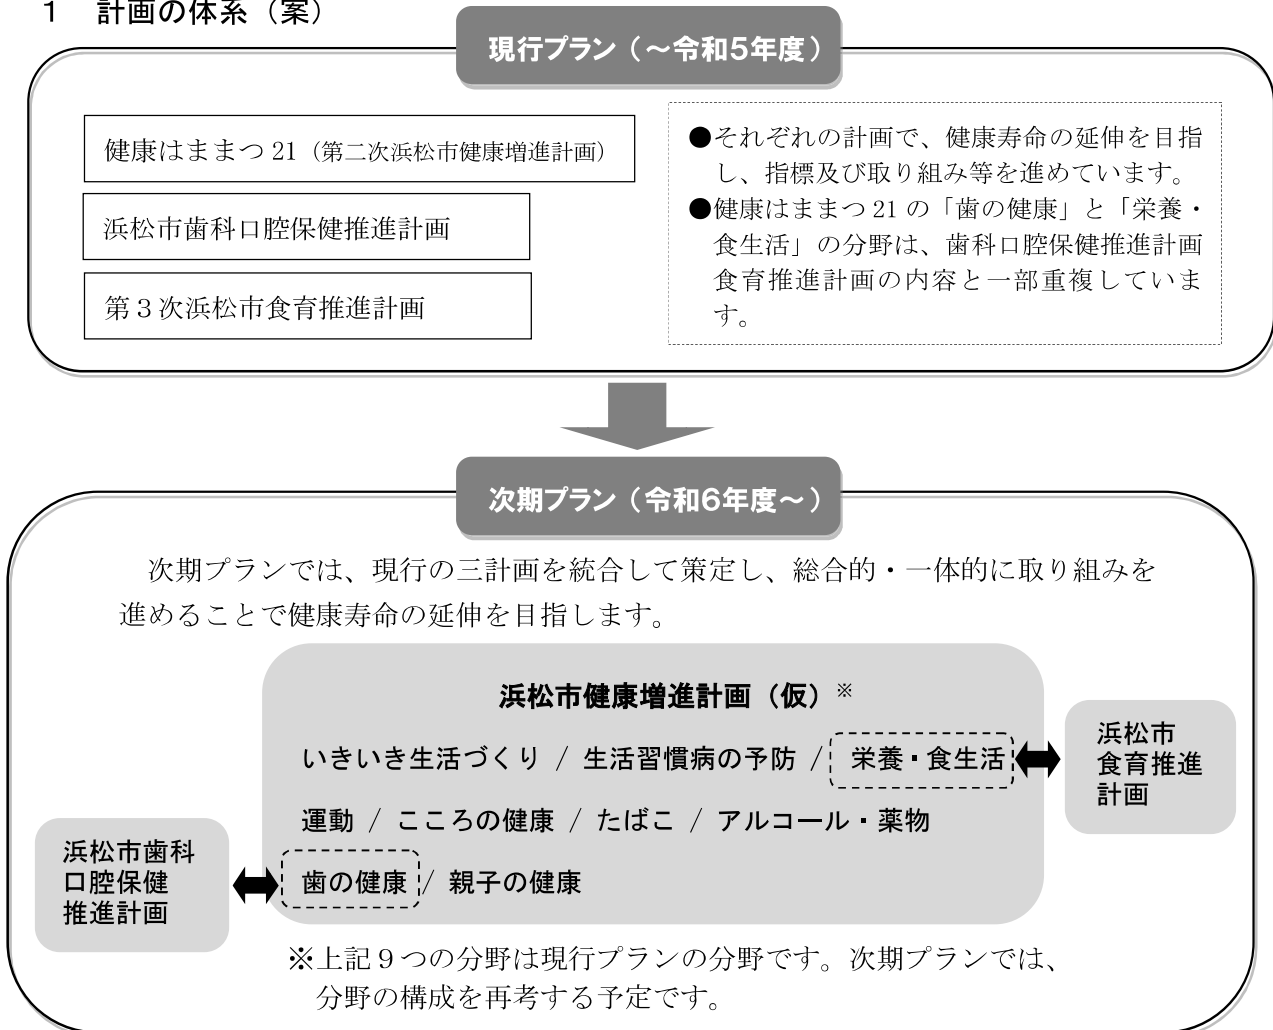 1 計画の体系（案）
現行プラン（～令和5年度）
健康はままつ 21（第二次浜松市健康増進計画）
浜松市歯科口腔保健推進計画
第３次浜松市食育推進計画
●それぞれの計画で、健康寿命の延伸を目指
し、指標及び取り組み等を進めています。
●健康はままつ 21 の「歯の健康」と「栄養・
食生活」の分野は、歯科口腔保健推進計画
食育推進計画の内容と一部重複していま
す。
次期プラン（令和6年度～）
次期プランでは、現行の三計画を統合して策定し、総合的・一体的に取り組みを
進めることで健康寿命の延伸を目指します。
浜松市健康増進計画（仮）※
いきいき生活づくり / 生活習慣病の予防 / 栄養・食生活
運動 / こころの健康 / たばこ / アルコール・薬物
歯の健康 / 親子の健康
浜松市
食育推進
計画
浜松市歯科
口腔保健
推進計画
※上記９つの分野は現行プランの分野です。次期プランでは、
分野の構成を再考する予定です。